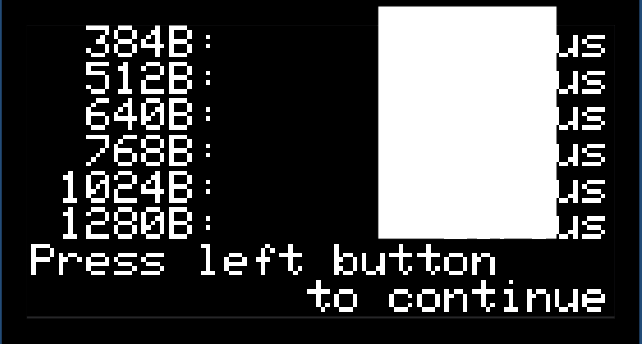 384B: us
512B: us
640B: us
768B: us
1024B: us
1280B: us
Press left button
to continue